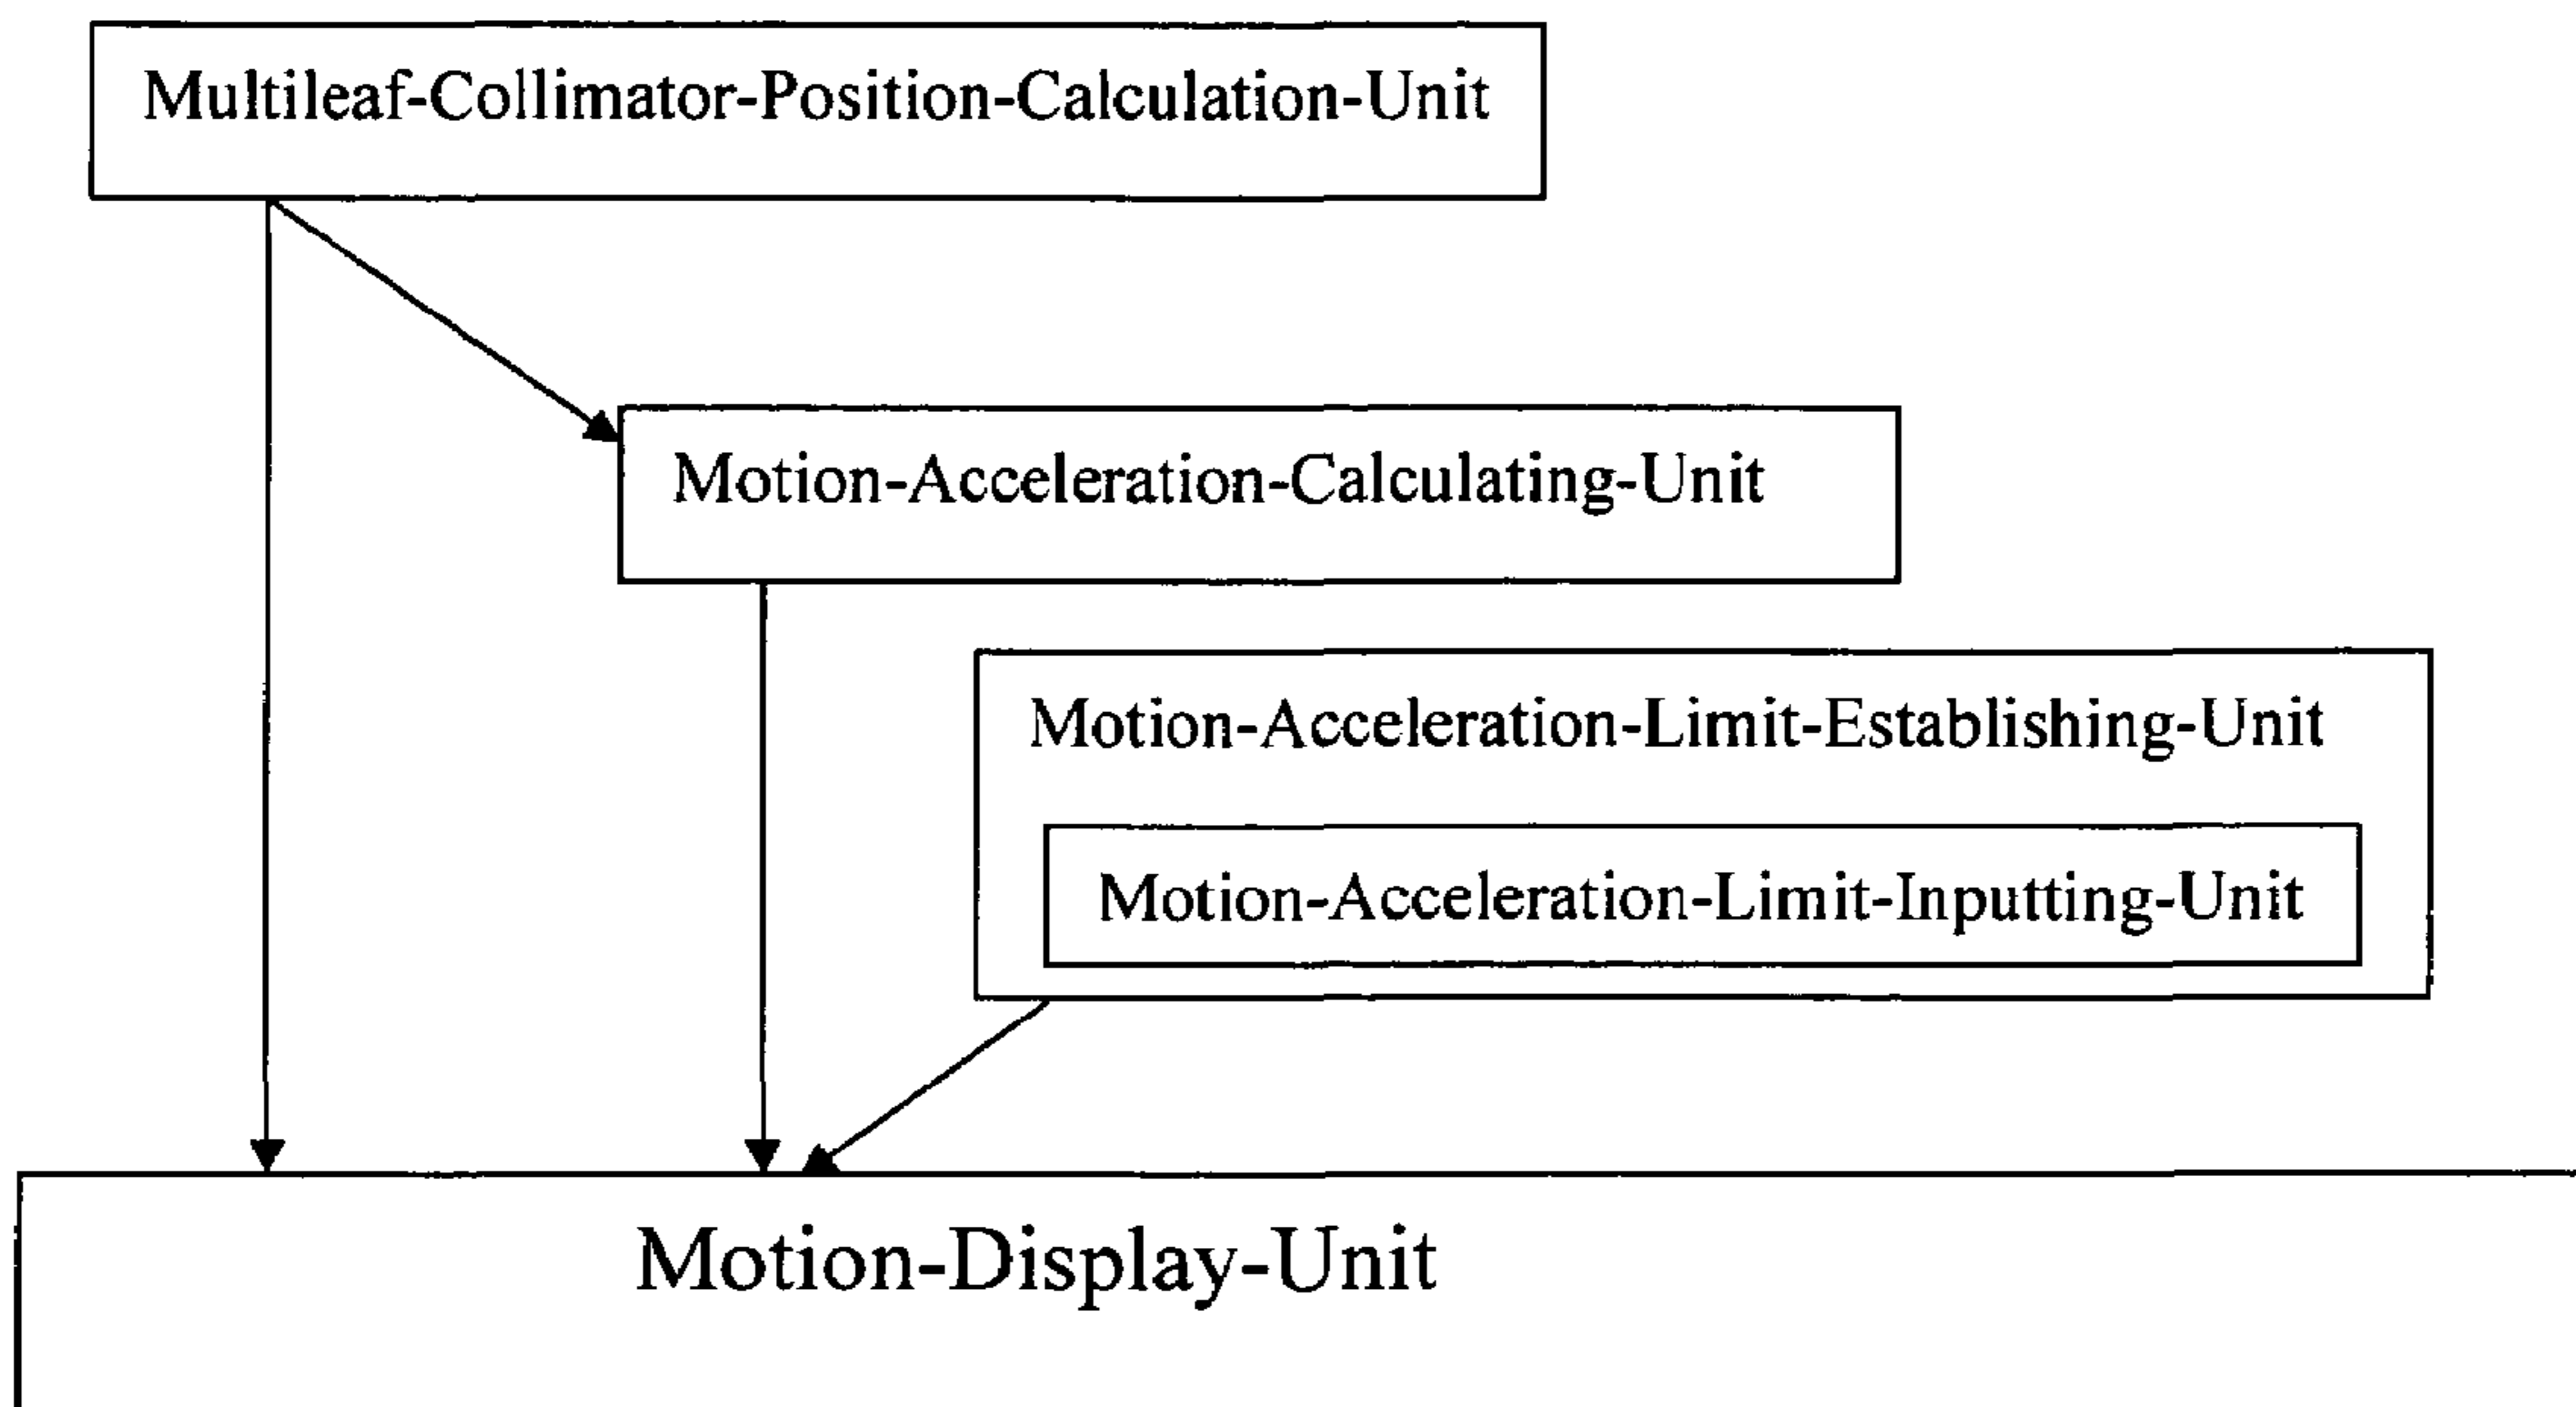 Multileaf-Collimator-Position-Calculation-Unit
Motion-Acceleration-Calculating-Unit
Motion-Acceleration-Limit-Establishing-Unit
Motion-Acceleration-Limit-Inputting-Unit
Motion-Display-Unit